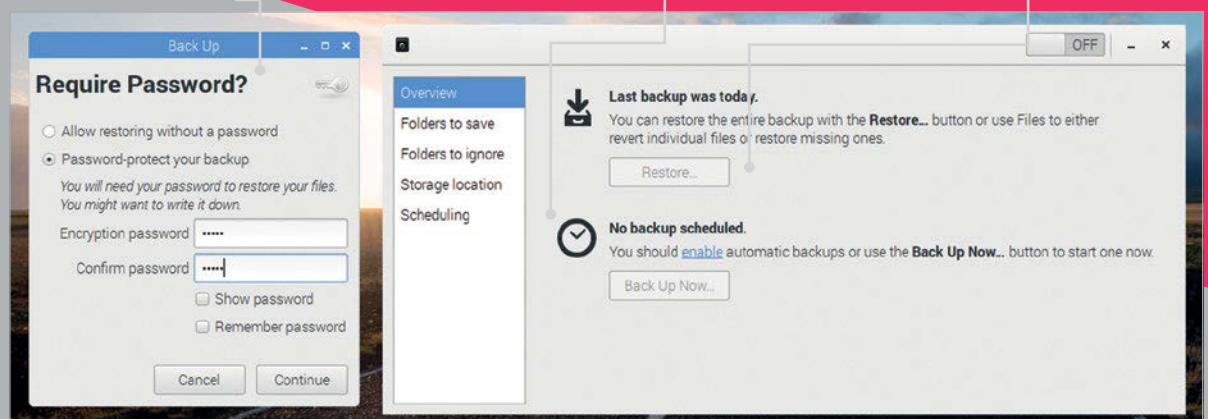 Back Up
Require Password?
Allow restoring without a password
Password-protect your backup
You will need your password to restore your files.
You might want to write it down.
Encryption password •••••
Confirm password •••••
Show password
Remember password
Cancel Continue
OFF
Overview
Folders to save
Folders to ignore
Storage location
Scheduling
Last backup was today.
You can restore the entire backup with the Restore... button or use Files to either
revert individual files or restore missing ones.
Restore...
No backup scheduled.
You should enable automatic backups or use the Back Up Now... button to start one now.
Back Up Now...